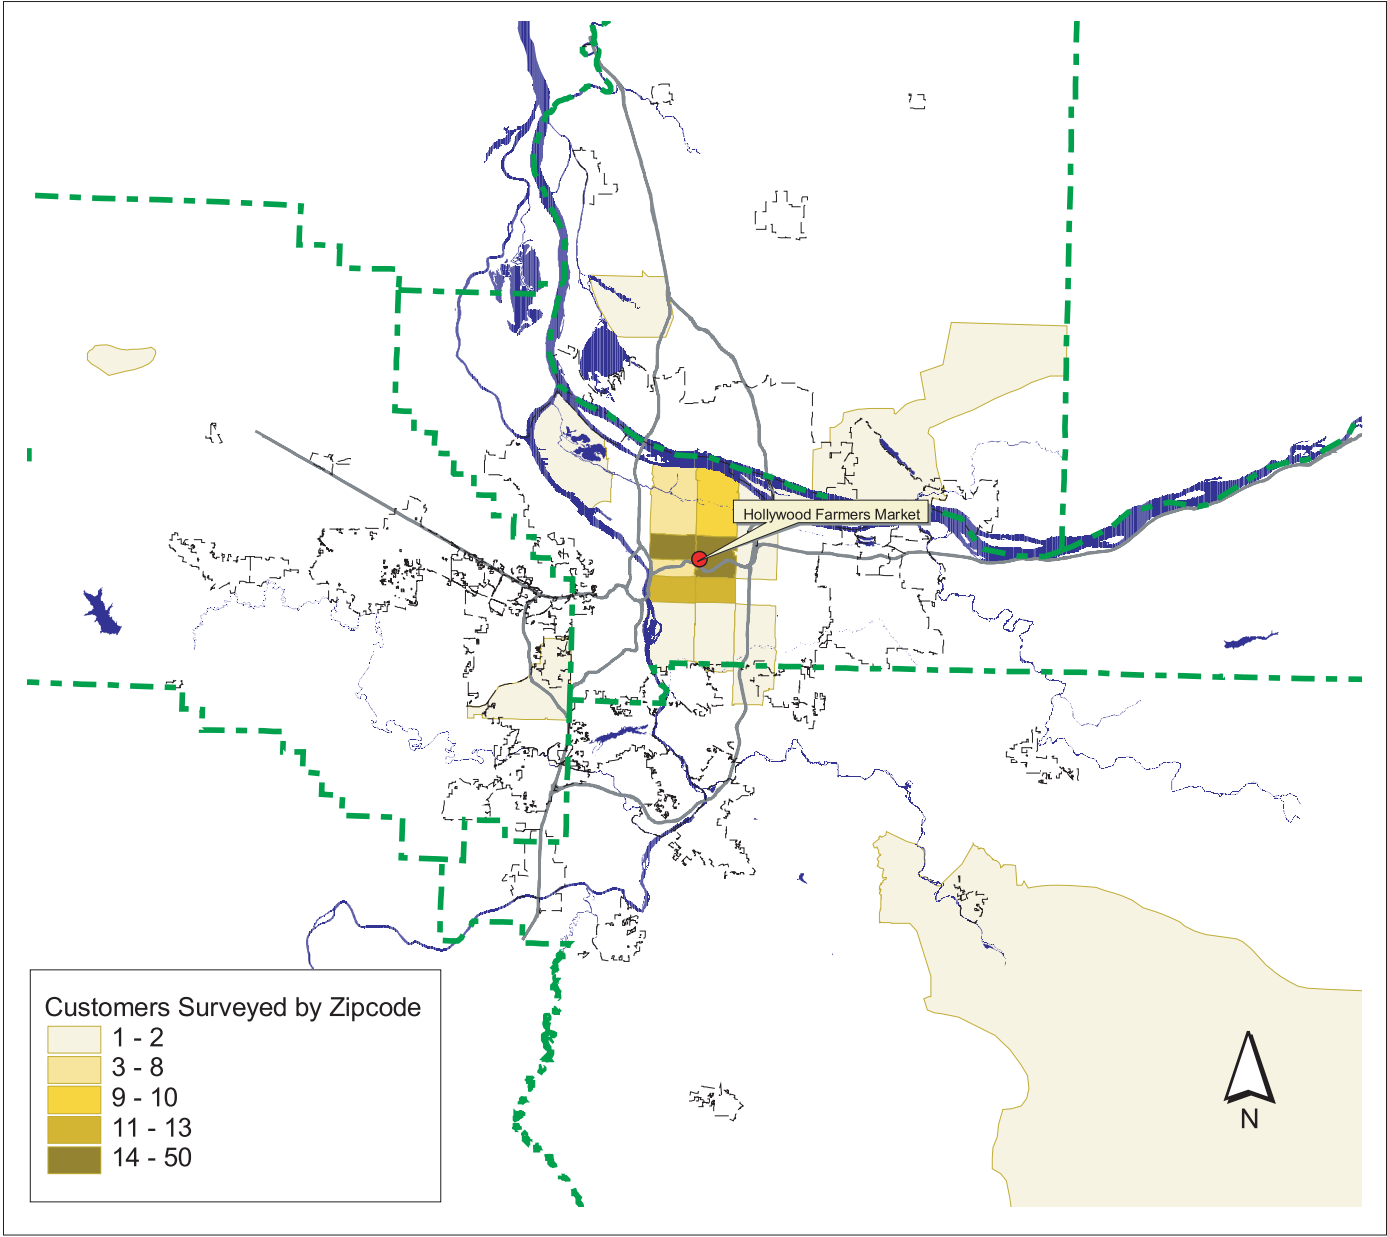 Hollywood Farmers Market
Customers Surveyed by Zipcode
1 - 2
3 - 8
9 - 10
11 - 13
14 - 50
N